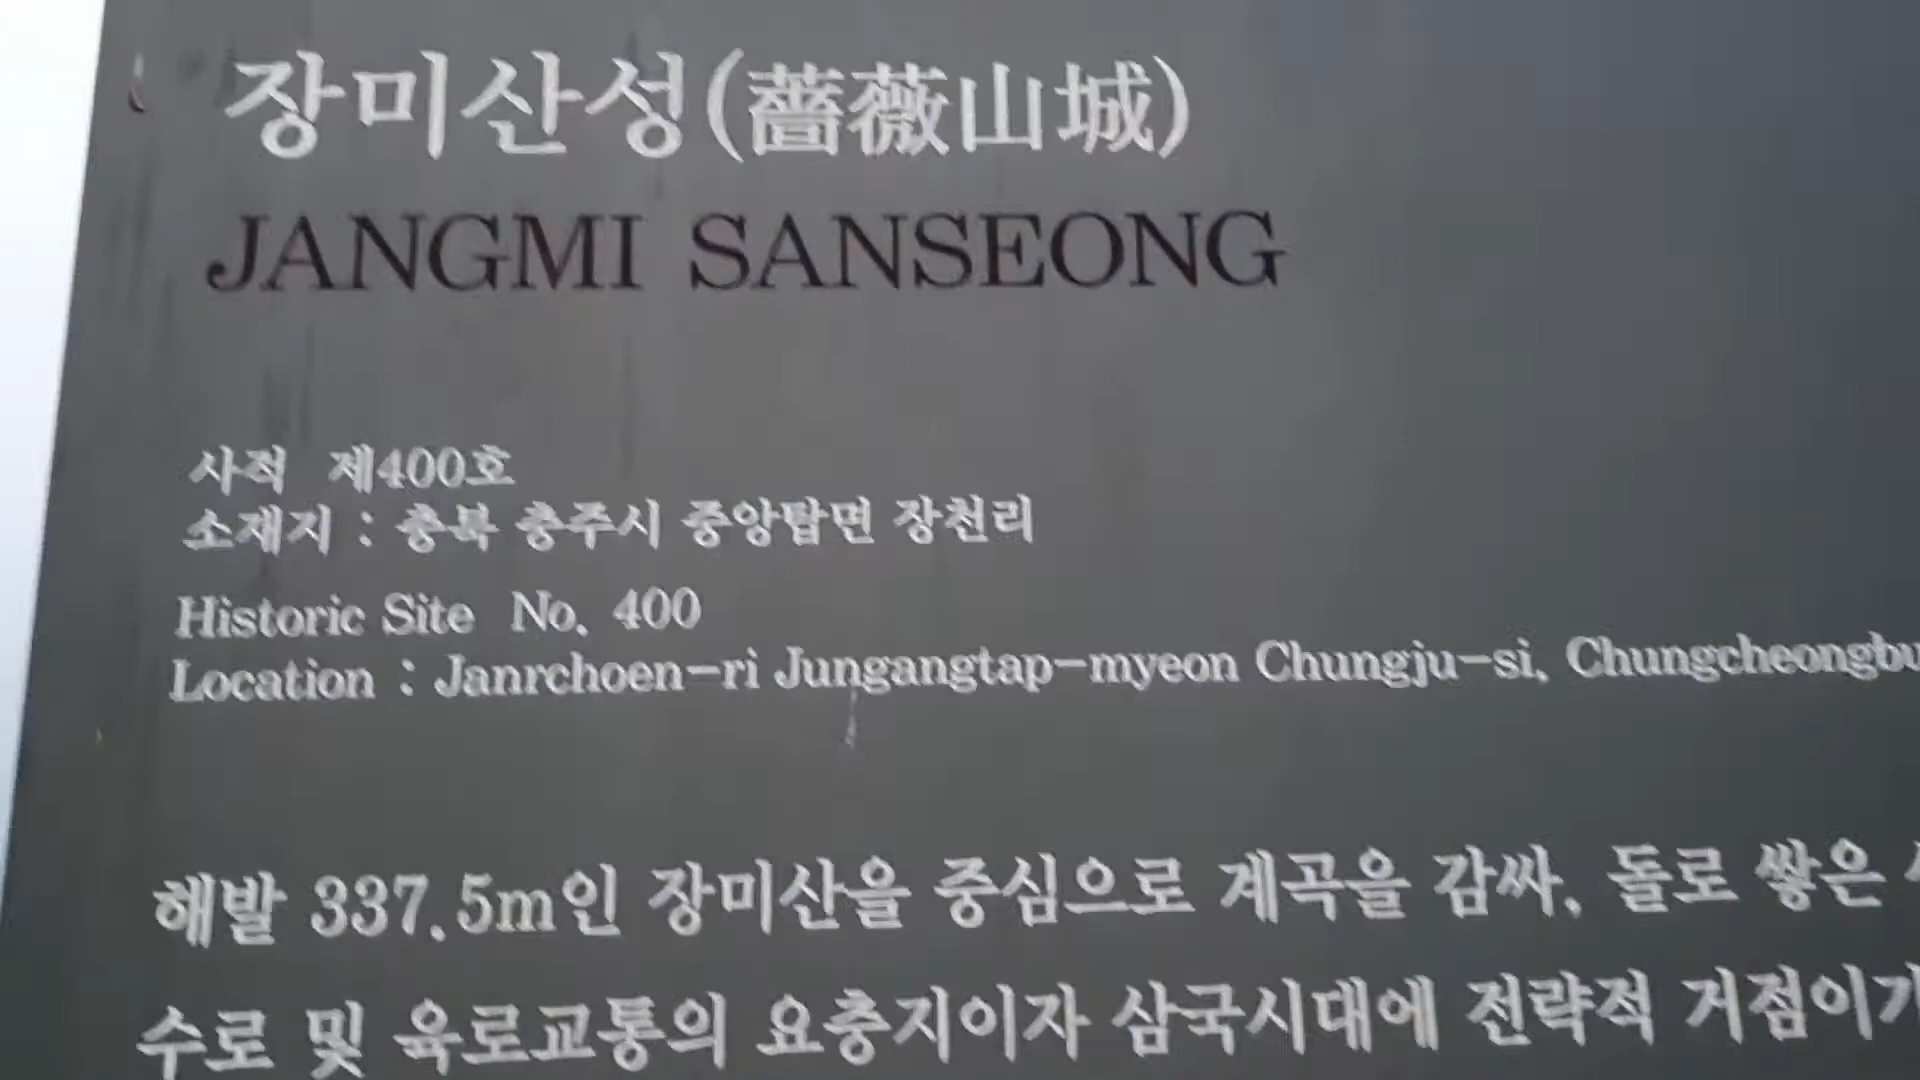 장미산성(薔薇山城)
JANGMI SANSEONG
사적 제400호
소재지 : 충북 충주시 중앙탑면 장천리
Historic Site No. 400
Location : Janrchoen-ri Jungangtap-myeon Chungju-si, Chungcheongbu
해발 337.5m인 장미산을 중심으로 계곡을 감싸, 돌로 쌓은
수로 및 육로교통의 요충지이자 삼국시대에 전략적 거점이